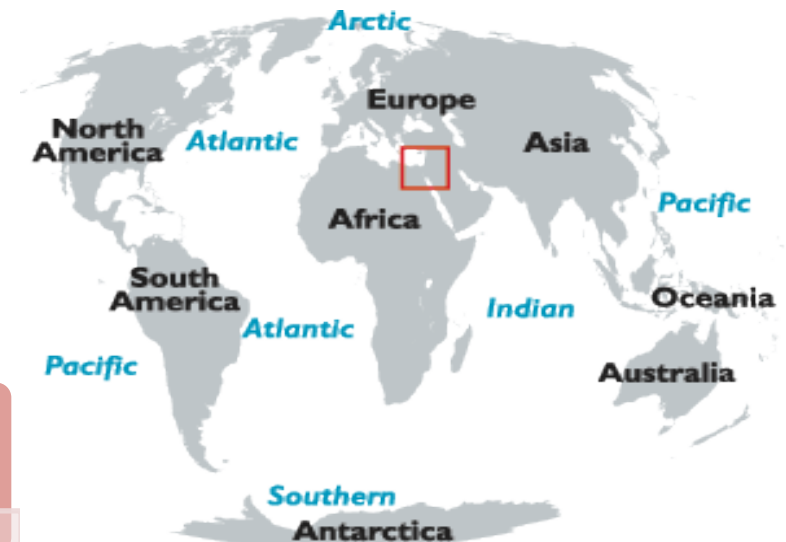 Arctic
Europe
North
America
Atlantic
Asia
Pacific
Africa
South
America
Indian
Oceania
Atlantic
Pacific
Australia
Southern
Antarctica